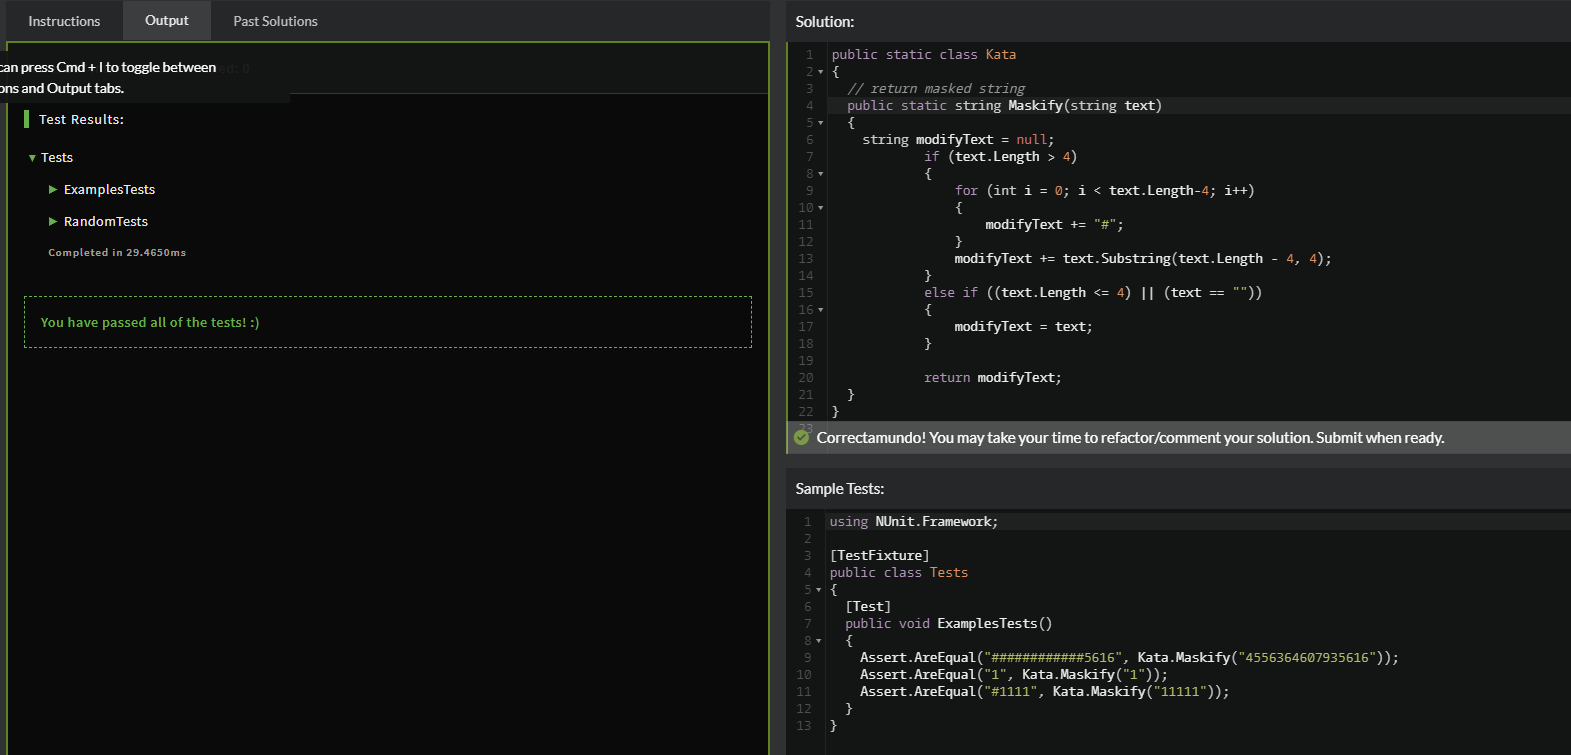 Instructions
Output
Past Solutions
can press Cmd + I to toggle between
ons and Output tabs.
Test Results:
Tests
ExamplesTests
RandomTests
Completed in 29.4650ms
You have passed all of the tests! :)
Solution:
1 public static class Kata
2 {
3 // return masked string
4 public static string Maskify(string text)
5 {
6 string modifyText = null;
7 if (text.Length > 4)
8 {
9 for (int i = 0; i < text.Length-4; i++)
10 {
11 modifyText += "#";
12 }
13 modifyText += text.Substring(text.Length - 4, 4);
14 }
15 else if ((text.Length <= 4) || (text == ""))
16 {
17 modifyText = text;
18 }
19
20 return modifyText;
21 }
22 }
23
Correctamundo! You may take your time to refactor/comment your solution. Submit when ready.
Sample Tests:
1 using NUnit.Framework;
2
3 [TestFixture]
4 public class Tests
5 {
6 [Test]
7 public void ExamplesTests()
8 {
9 Assert.AreEqual("############5616", Kata.Maskify("4556364607935616"));
10 Assert.AreEqual("1", Kata.Maskify("1"));
11 Assert.AreEqual("#1111", Kata.Maskify("11111"));
12 }
13 }